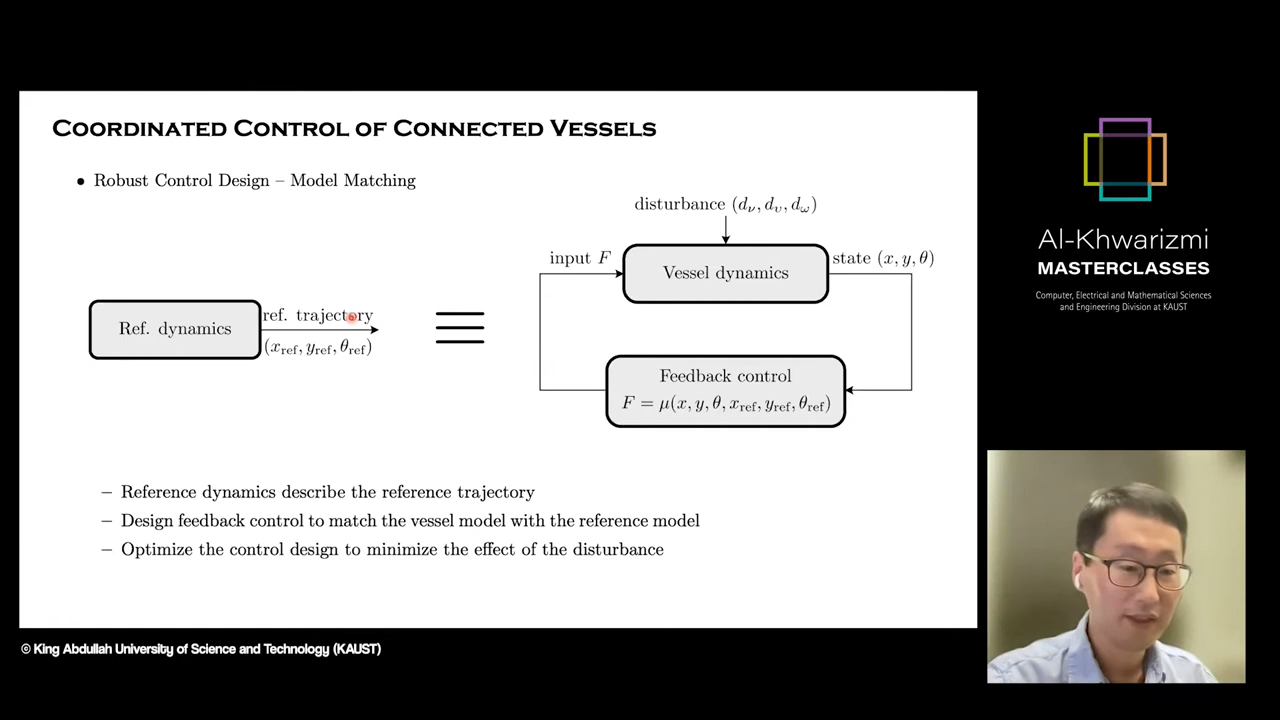 COORDINATED CONTROL OF CONNECTED VESSELS
• Robust Control Design – Model Matching
disturbance (d_ν, d_υ, d_ω)
input F
Vessel dynamics
state (x, y, θ)
Ref. dynamics
ref. trajectory
(x_ref, y_ref, θ_ref)
Feedback control
F = μ(x, y, θ, x_ref, y_ref, θ_ref)
– Reference dynamics describe the reference trajectory
– Design feedback control to match the vessel model with the reference model
– Optimize the control design to minimize the effect of the disturbance
© King Abdullah University of Science and Technology (KAUST)
Al-Khwarizmi
MASTERCLASSES
Computer, Electrical and Mathematical Sciences
and Engineering Division at KAUST